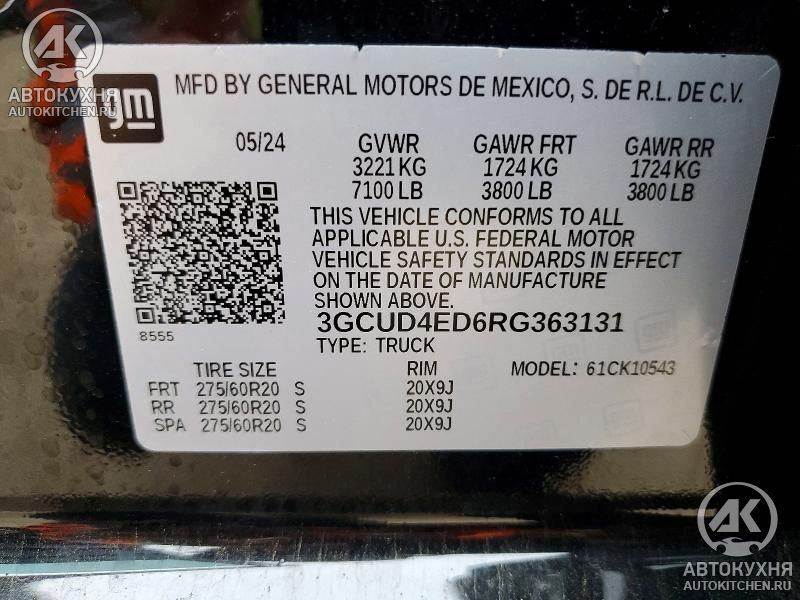 AK
АВТОКУХНЯ
AUTOKITCHEN.RU
gm
MFD BY GENERAL MOTORS DE MEXICO, S. DE R.L. DE C.V.
05/24 GVWR GAWR FRT GAWR RR
3221 KG 1724 KG 1724 KG
7100 LB 3800 LB 3800 LB
THIS VEHICLE CONFORMS TO ALL
APPLICABLE U.S. FEDERAL MOTOR
VEHICLE SAFETY STANDARDS IN EFFECT
ON THE DATE OF MANUFACTURE
SHOWN ABOVE.
8555
3GCUD4ED6RG363131
TYPE: TRUCK
TIRE SIZE RIM MODEL: 61CK10543
FRT 275/60R20 S 20X9J
RR 275/60R20 S 20X9J
SPA 275/60R20 S 20X9J
AK
АВТОКУХНЯ
AUTOKITCHEN.RU